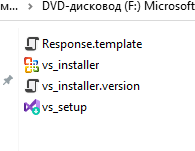 м... > DVD-дисковод (F:) Microsoft
Response.template
vs_installer
vs_installer.version
vs_setup